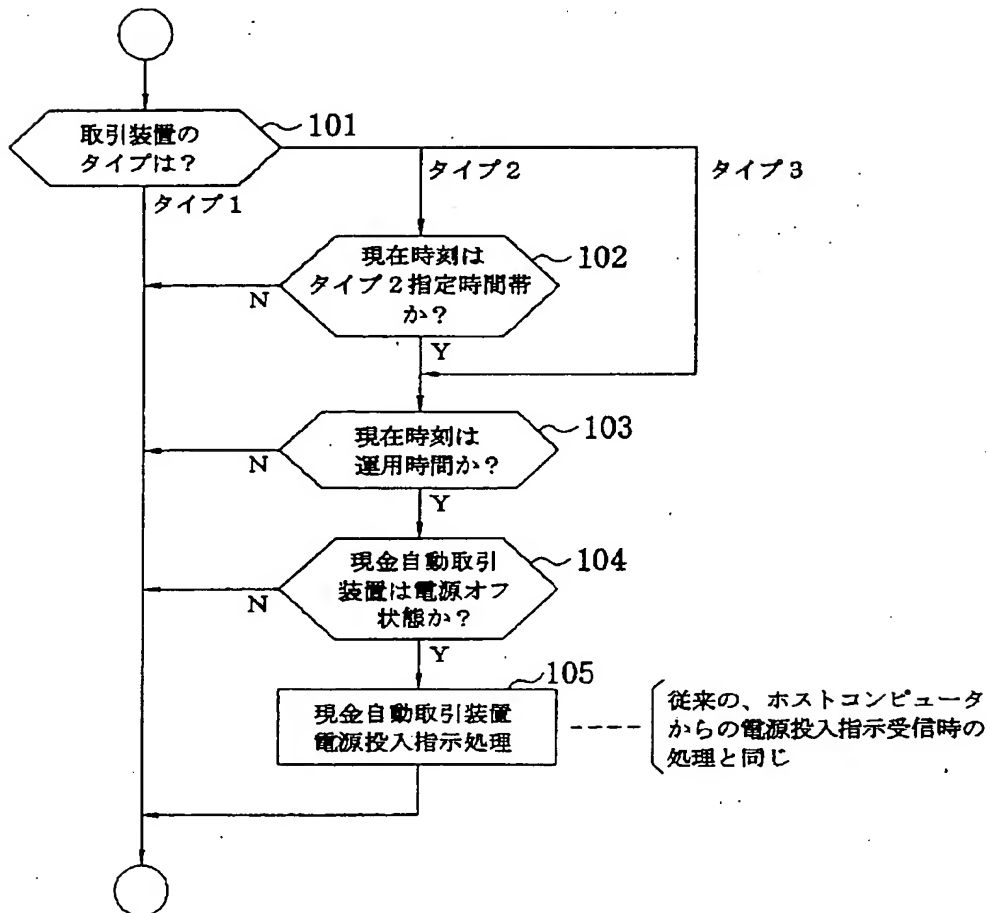 取引装置の
タイプは？
101
タイプ1
タイプ2
タイプ3
現在時刻は
タイプ2指定時間帯
か？
102
N
Y
現在時刻は
運用時間か？
103
N
Y
現金自動取引
装置は電源オフ
状態か？
104
N
Y
105
現金自動取引装置
電源投入指示処理
従来の、ホストコンピュータ
からの電源投入指示受信時の
処理と同じ